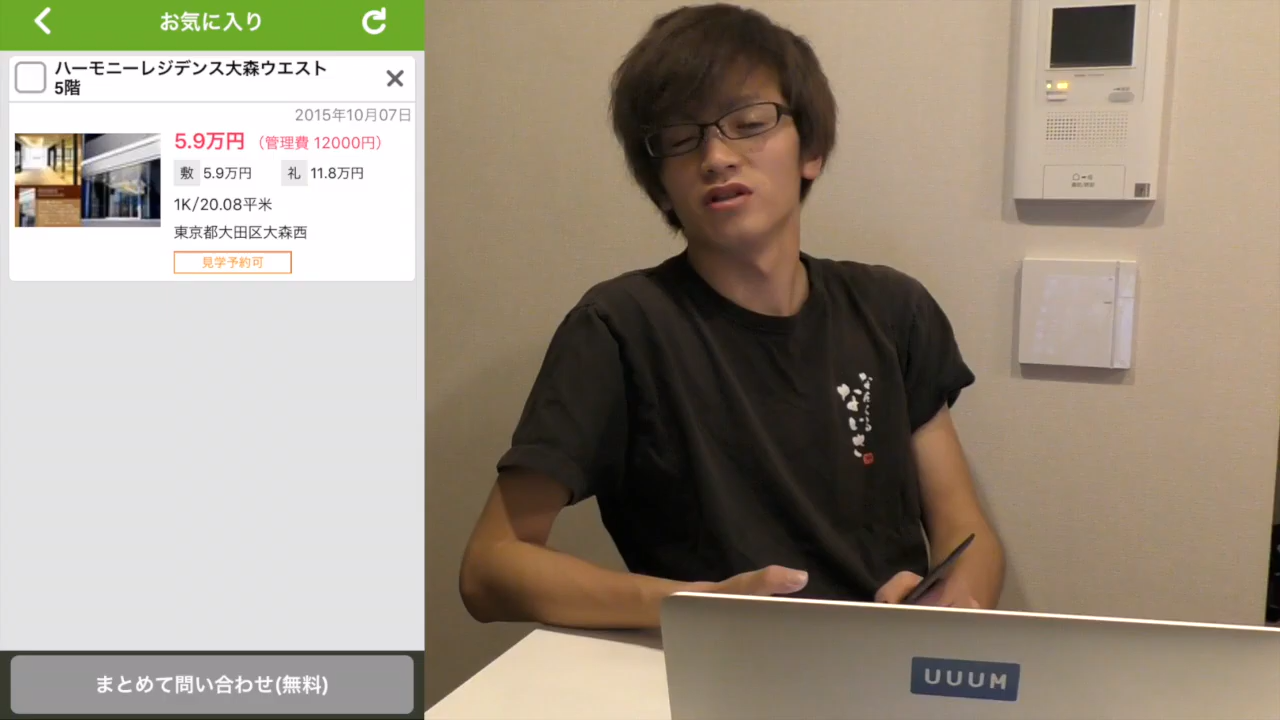 お気に入り
ハーモニーレジデンス大森ウエスト
5階
2015年10月07日
5.9万円 （管理費 12000円）
敷 5.9万円 礼 11.8万円
1K/20.08平米
東京都大田区大森西
見学予約可
まとめて問い合わせ(無料)
UUUM